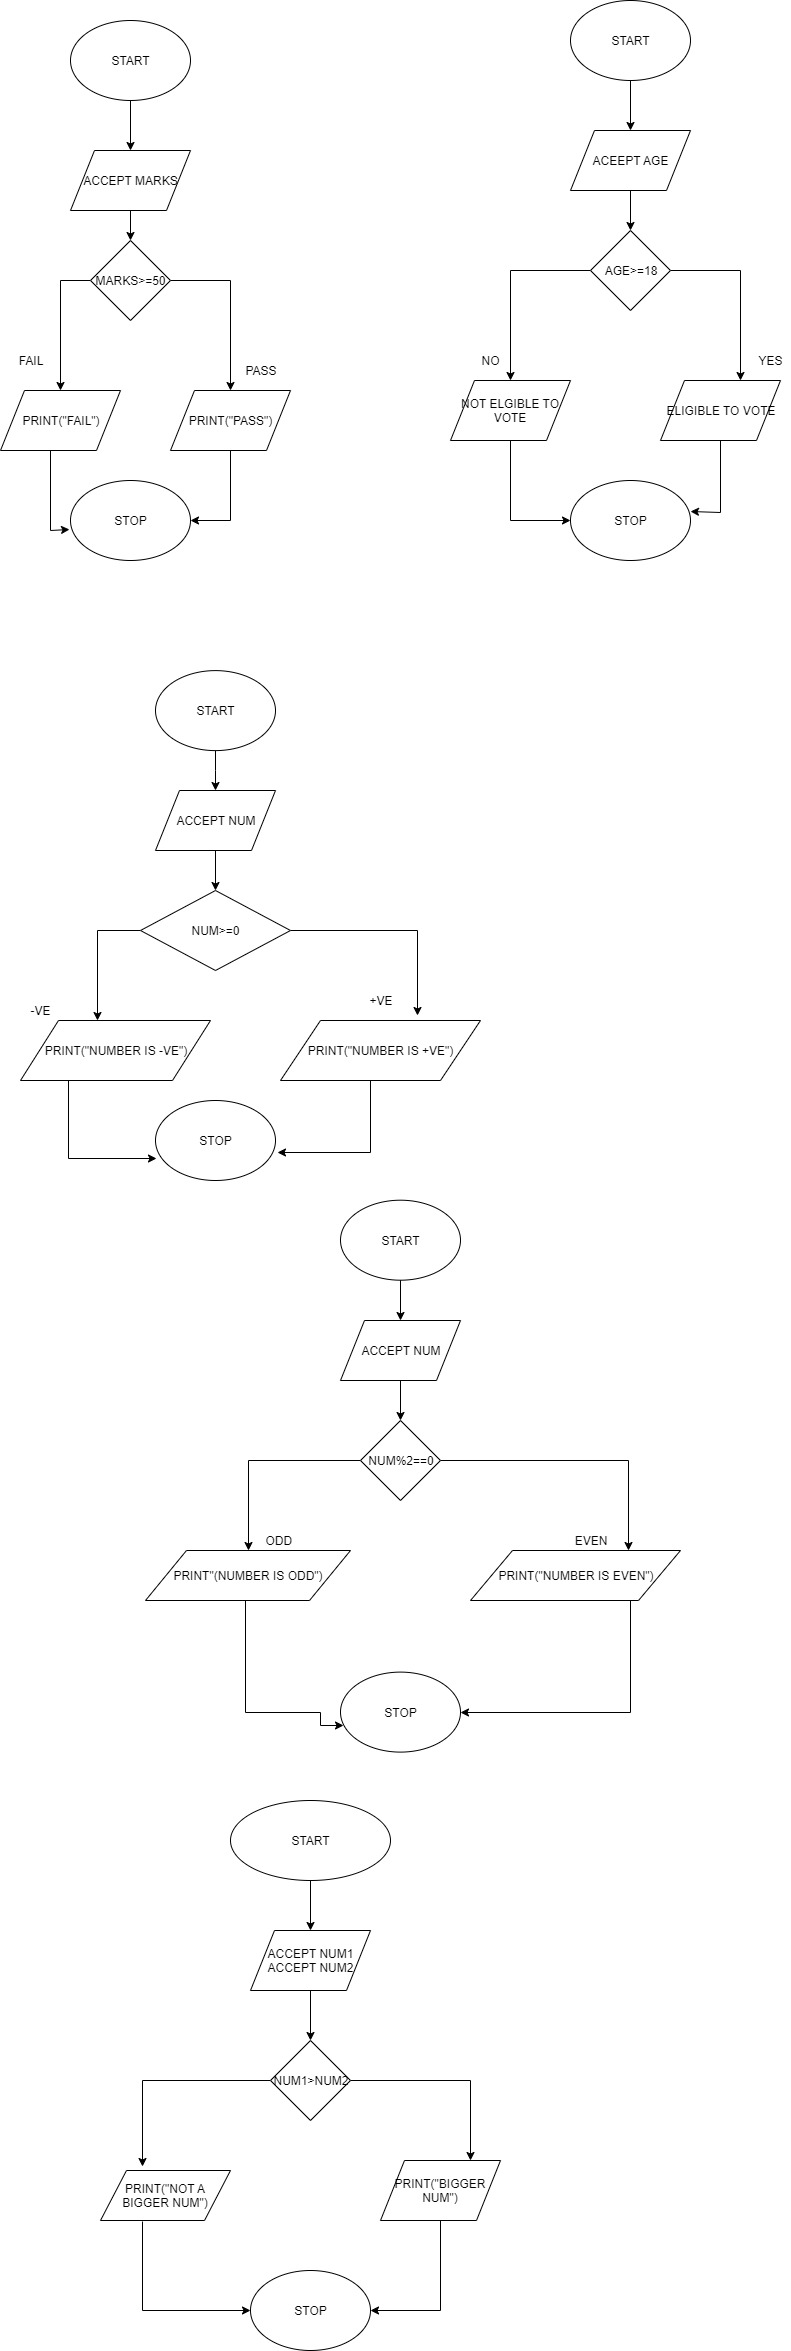 START
ACCEPT MARKS
MARKS>=50
FAIL
PASS
PRINT("FAIL")
PRINT("PASS")
STOP
START
ACEEPT AGE
AGE>=18
NO
YES
NOT ELGIBLE TO
VOTE
ELIGIBLE TO VOTE
STOP
START
ACCEPT NUM
NUM>=0
-VE
+VE
PRINT("NUMBER IS -VE")
PRINT("NUMBER IS +VE")
STOP
START
ACCEPT NUM
NUM%2==0
ODD
EVEN
PRINT"(NUMBER IS ODD")
PRINT("NUMBER IS EVEN")
STOP
START
ACCEPT NUM1
ACCEPT NUM2
NUM1>NUM2
PRINT("NOT A
BIGGER NUM")
PRINT("BIGGER
NUM")
STOP